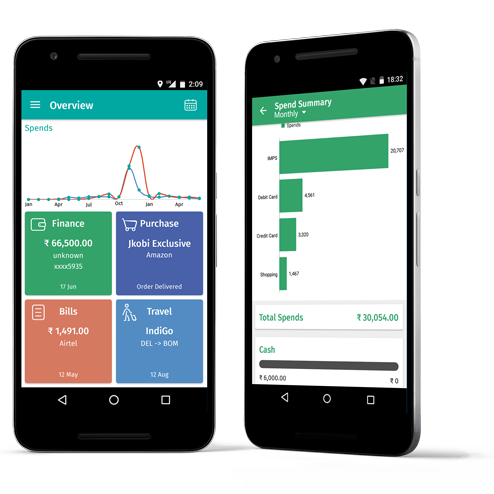 2:09
Overview
Spends
Jan Apr Jul Oct Jan Apr
Finance
₹ 66,500.00
unknown
xxxx5935
17 Jun
Purchase
Jkobi Exclusive
Amazon
Order Delivered
Bills
₹ 1,491.00
Airtel
12 May
Travel
IndiGo
DEL -> BOM
12 Aug
18:32
Spend Summary
Monthly
Spends
IMPS 20,707
Debit Card 4,561
Credit Card 3,320
Shopping 1,467
Total Spends ₹ 30,054.00
Cash
₹ 6,000.00 ₹ 0